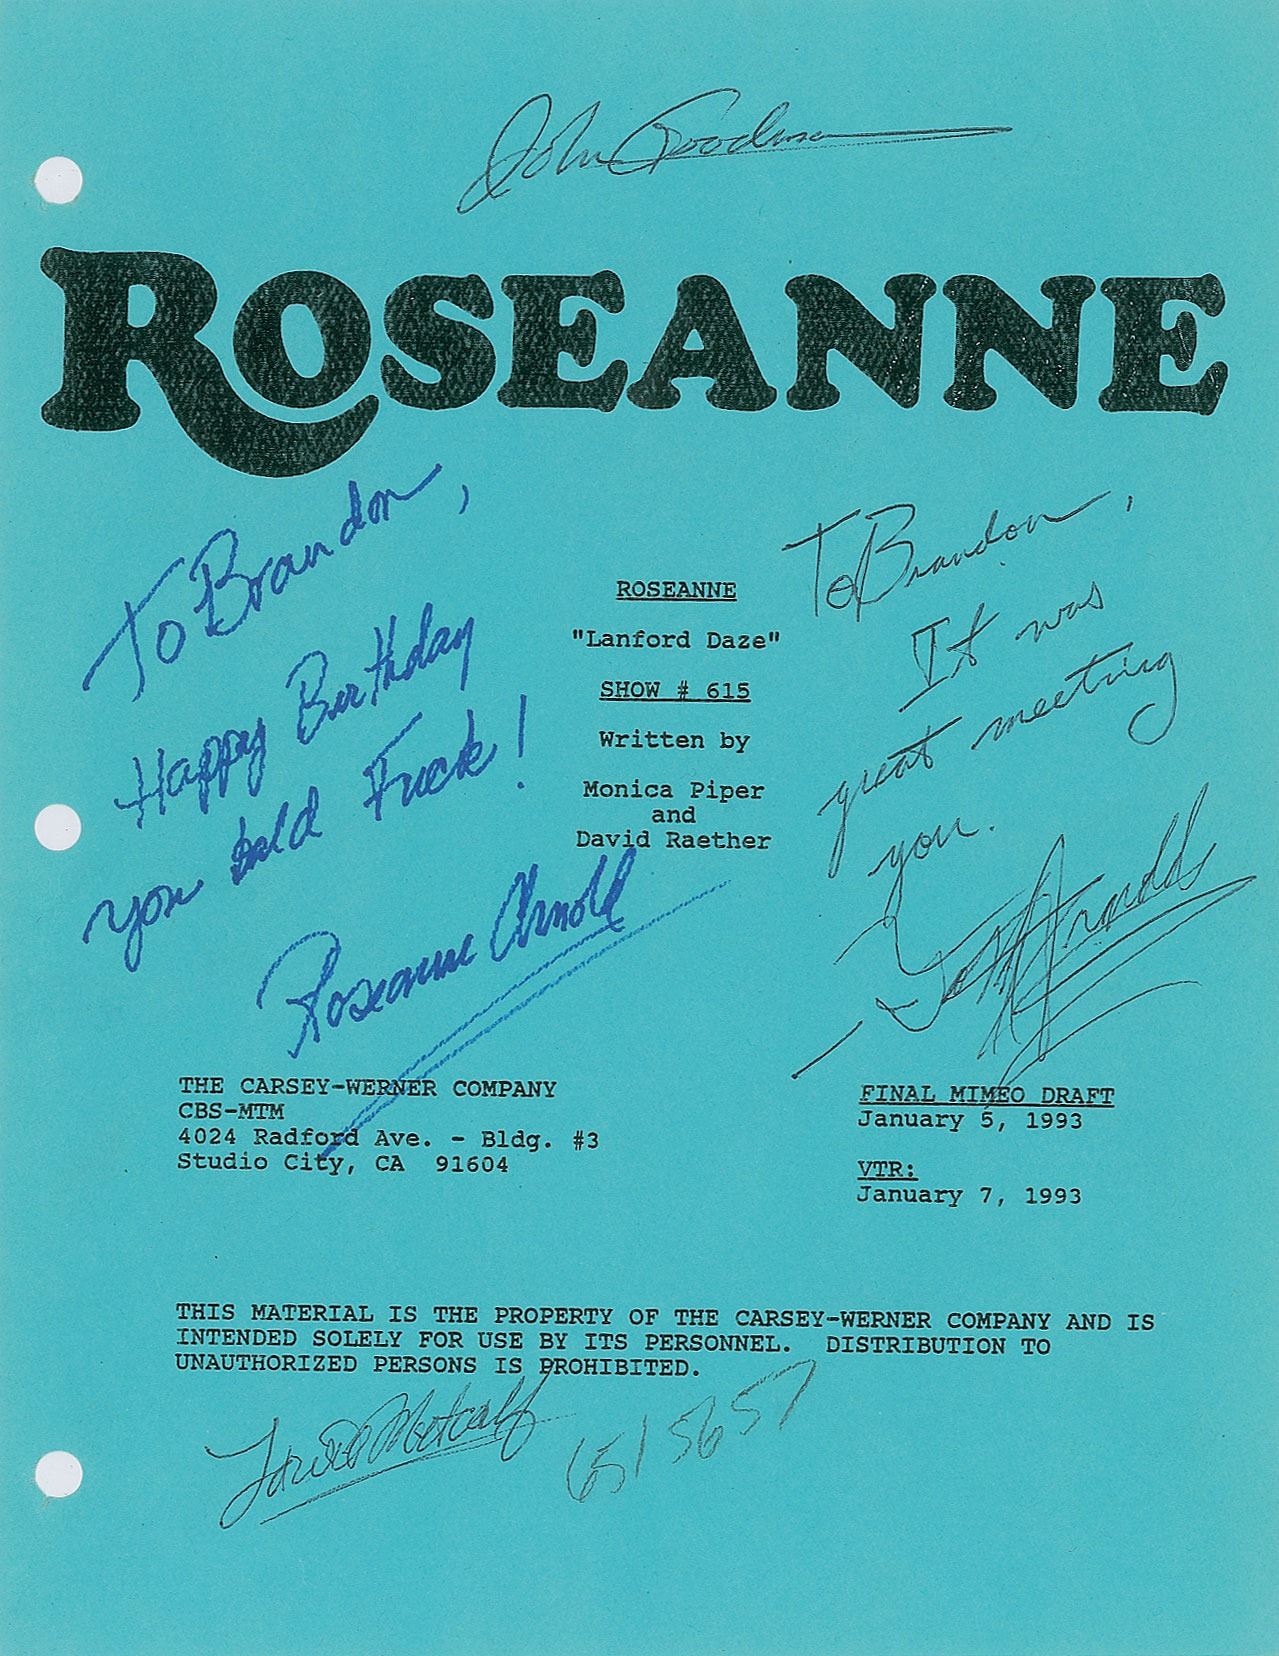 John Goodman
ROSEANNE
To Brandon,
Happy Birthday
you bald Fuck!
Roseanne Arnold
ROSEANNE
"Lanford Daze"
SHOW # 615
Written by
Monica Piper
and
David Raether
To Brandon,
It was
great meeting
you.
THE CARSEY-WERNER COMPANY
CBS-MTM
4024 Radford Ave. - Bldg. #3
Studio City, CA 91604
FINAL MIMEO DRAFT
January 5, 1993
VTR:
January 7, 1993
THIS MATERIAL IS THE PROPERTY OF THE CARSEY-WERNER COMPANY AND IS
INTENDED SOLELY FOR USE BY ITS PERSONNEL. DISTRIBUTION TO
UNAUTHORIZED PERSONS IS PROHIBITED.
Laurie Metcalf
6515657